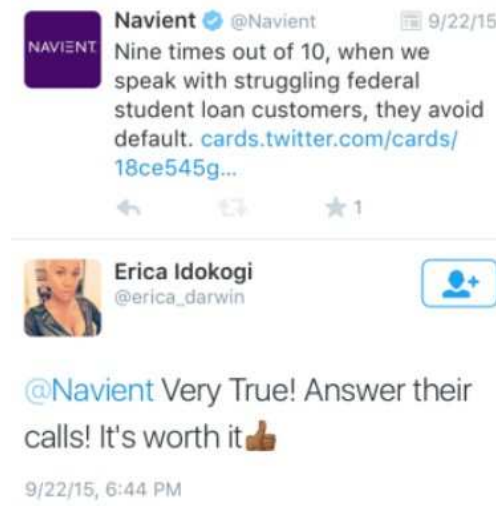 Navient @Navient 9/22/15
NAVIENT
Nine times out of 10, when we
speak with struggling federal
student loan customers, they avoid
default. cards.twitter.com/cards/
18ce545g...
1
Erica Idokogi
@erica_darwin
@Navient Very True! Answer their
calls! It's worth it👍🏾
9/22/15, 6:44 PM